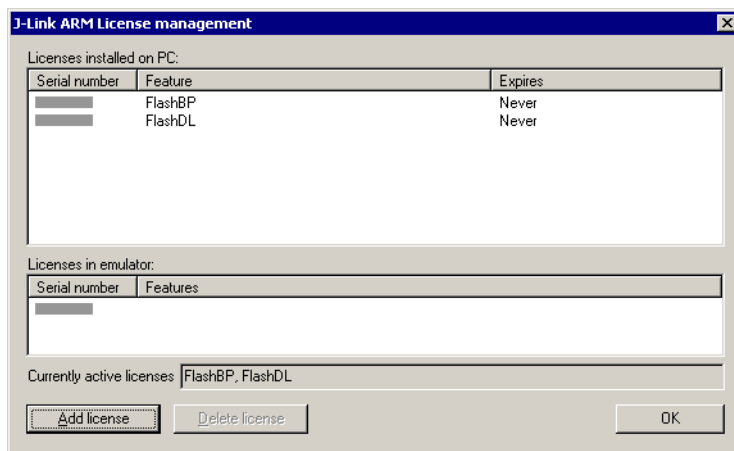 J-Link ARM License management
Licenses installed on PC:
Serial number Feature Expires
FlashBP Never
FlashDL Never
Licenses in emulator:
Serial number Features
Currently active licenses FlashBP, FlashDL
Add license Delete license OK